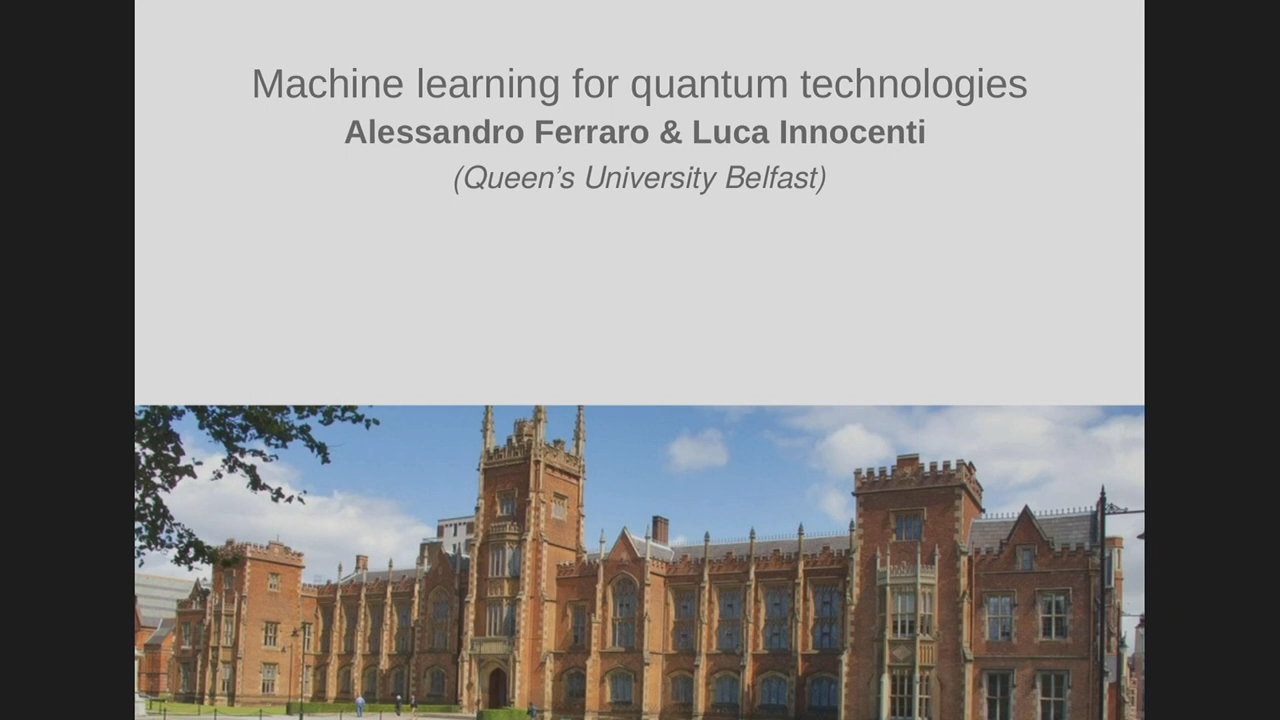 Machine learning for quantum technologies
Alessandro Ferraro & Luca Innocenti
(Queen’s University Belfast)